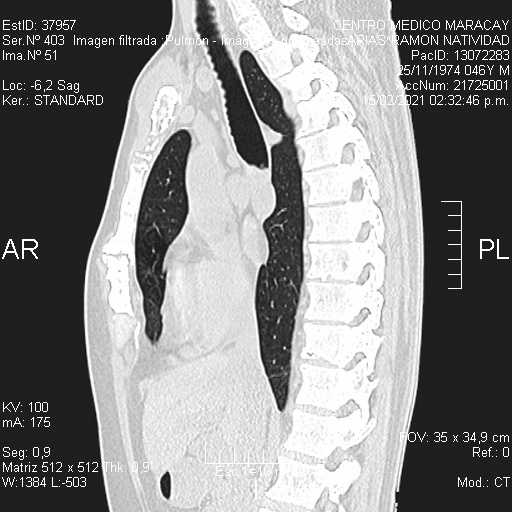 EstID: 37957
Ser.Nº 403 Imagen filtrada :Pulmón -
Ima.Nº 51
Loc: -6,2 Sag
Ker.: STANDARD
CENTRO MEDICO MARACAY
ARIAS^RAMON NATIVIDAD
PacID: 13072283
25/11/1974 046Y M
AccNum: 21725001
15/02/2021 02:32:46 p.m.
AR
PL
KV: 100
mA: 175
Seg: 0,9
Matriz 512 x 512 Thk: 0,9
W:1384 L:-503
FOV: 35 x 34,9 cm
Ref.: 0
Mod.: CT